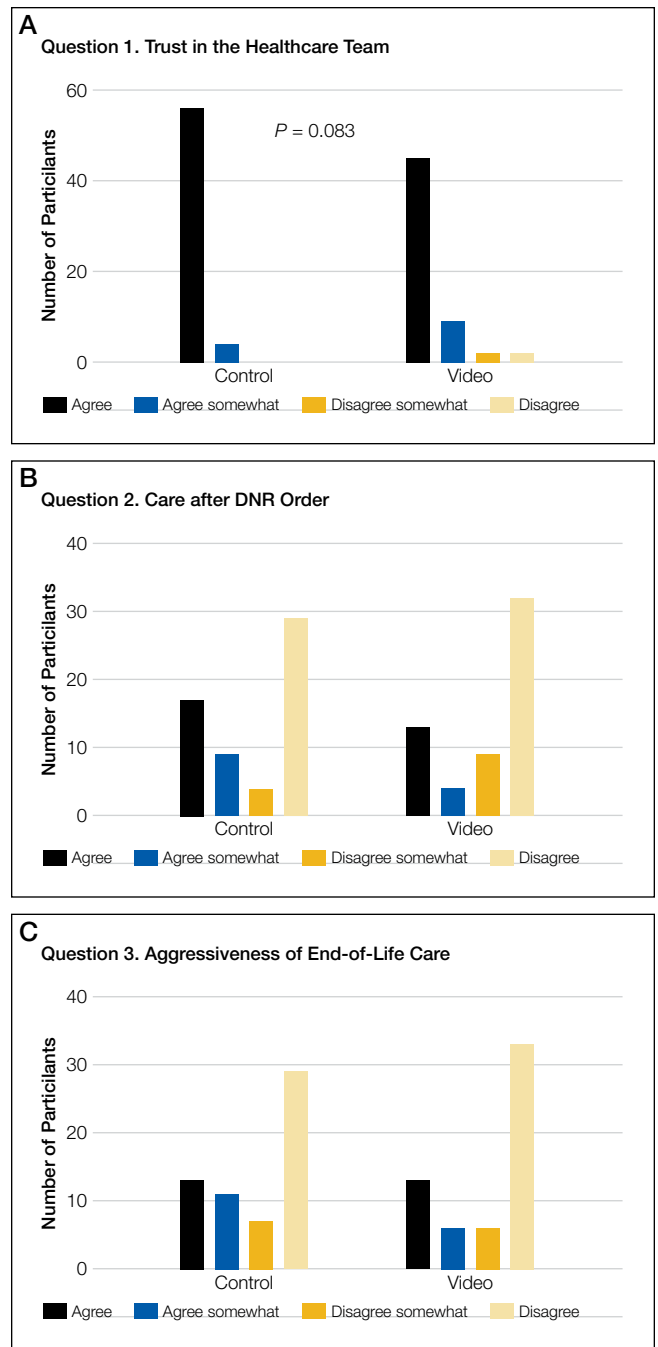 A
Question 1. Trust in the Healthcare Team
Number of Particilants
60
40
20
0
P = 0.083
Control Video
Agree Agree somewhat Disagree somewhat Disagree
B
Question 2. Care after DNR Order
Number of Particilants
40
30
20
10
0
Control Video
Agree Agree somewhat Disagree somewhat Disagree
C
Question 3. Aggressiveness of End-of-Life Care
Number of Particilants
40
30
20
10
0
Control Video
Agree Agree somewhat Disagree somewhat Disagree